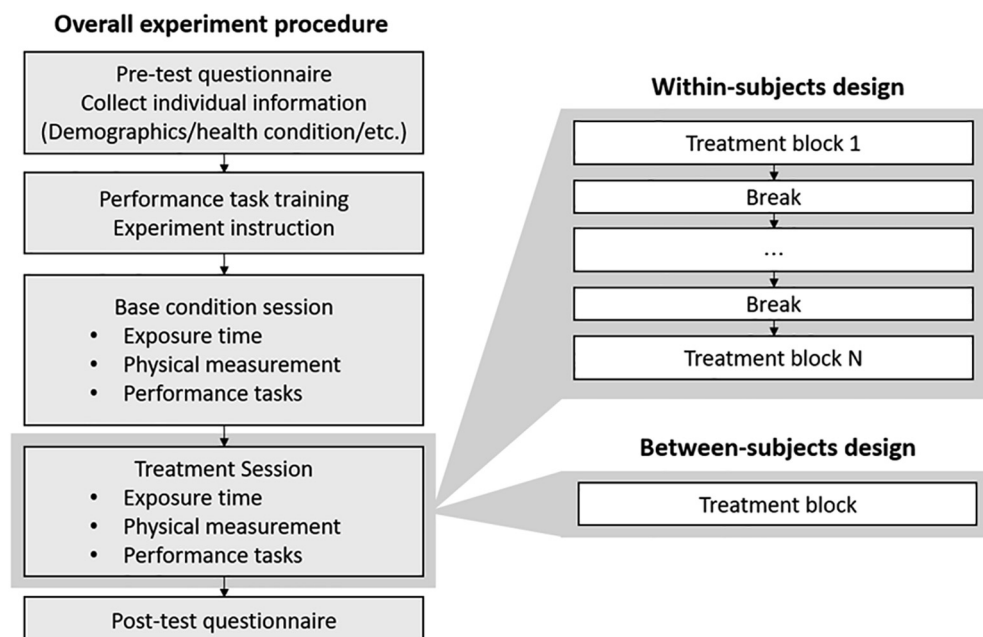 Overall experiment procedure
Pre-test questionnaire
Collect individual information
(Demographics/health condition/etc.)
Performance task training
Experiment instruction
Base condition session
• Exposure time
• Physical measurement
• Performance tasks
Treatment Session
• Exposure time
• Physical measurement
• Performance tasks
Post-test questionnaire
Within-subjects design
Treatment block 1
Break
...
Break
Treatment block N
Between-subjects design
Treatment block